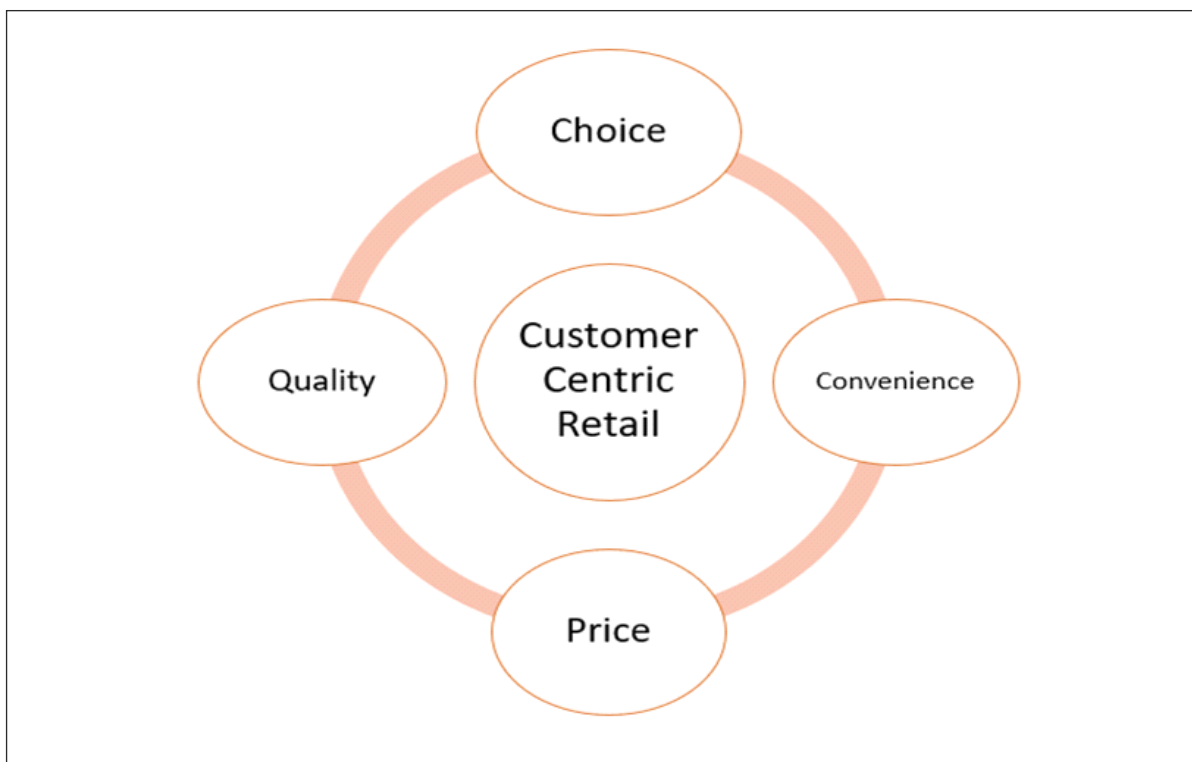 Choice
Quality
Customer
Centric
Retail
Convenience
Price